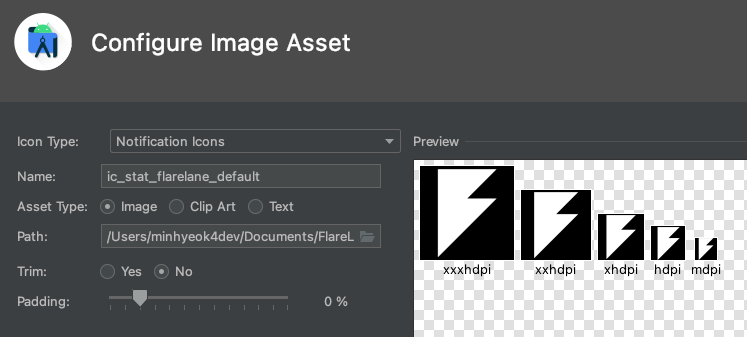 Configure Image Asset
Icon Type: Notification Icons
Preview
Name: ic_stat_flarelane_default
Asset Type: Image Clip Art Text
Path: /Users/minhyeok4dev/Documents/FlareL
Trim: Yes No
Padding: 0 %
xxxhdpi xxhdpi xhdpi hdpi mdpi